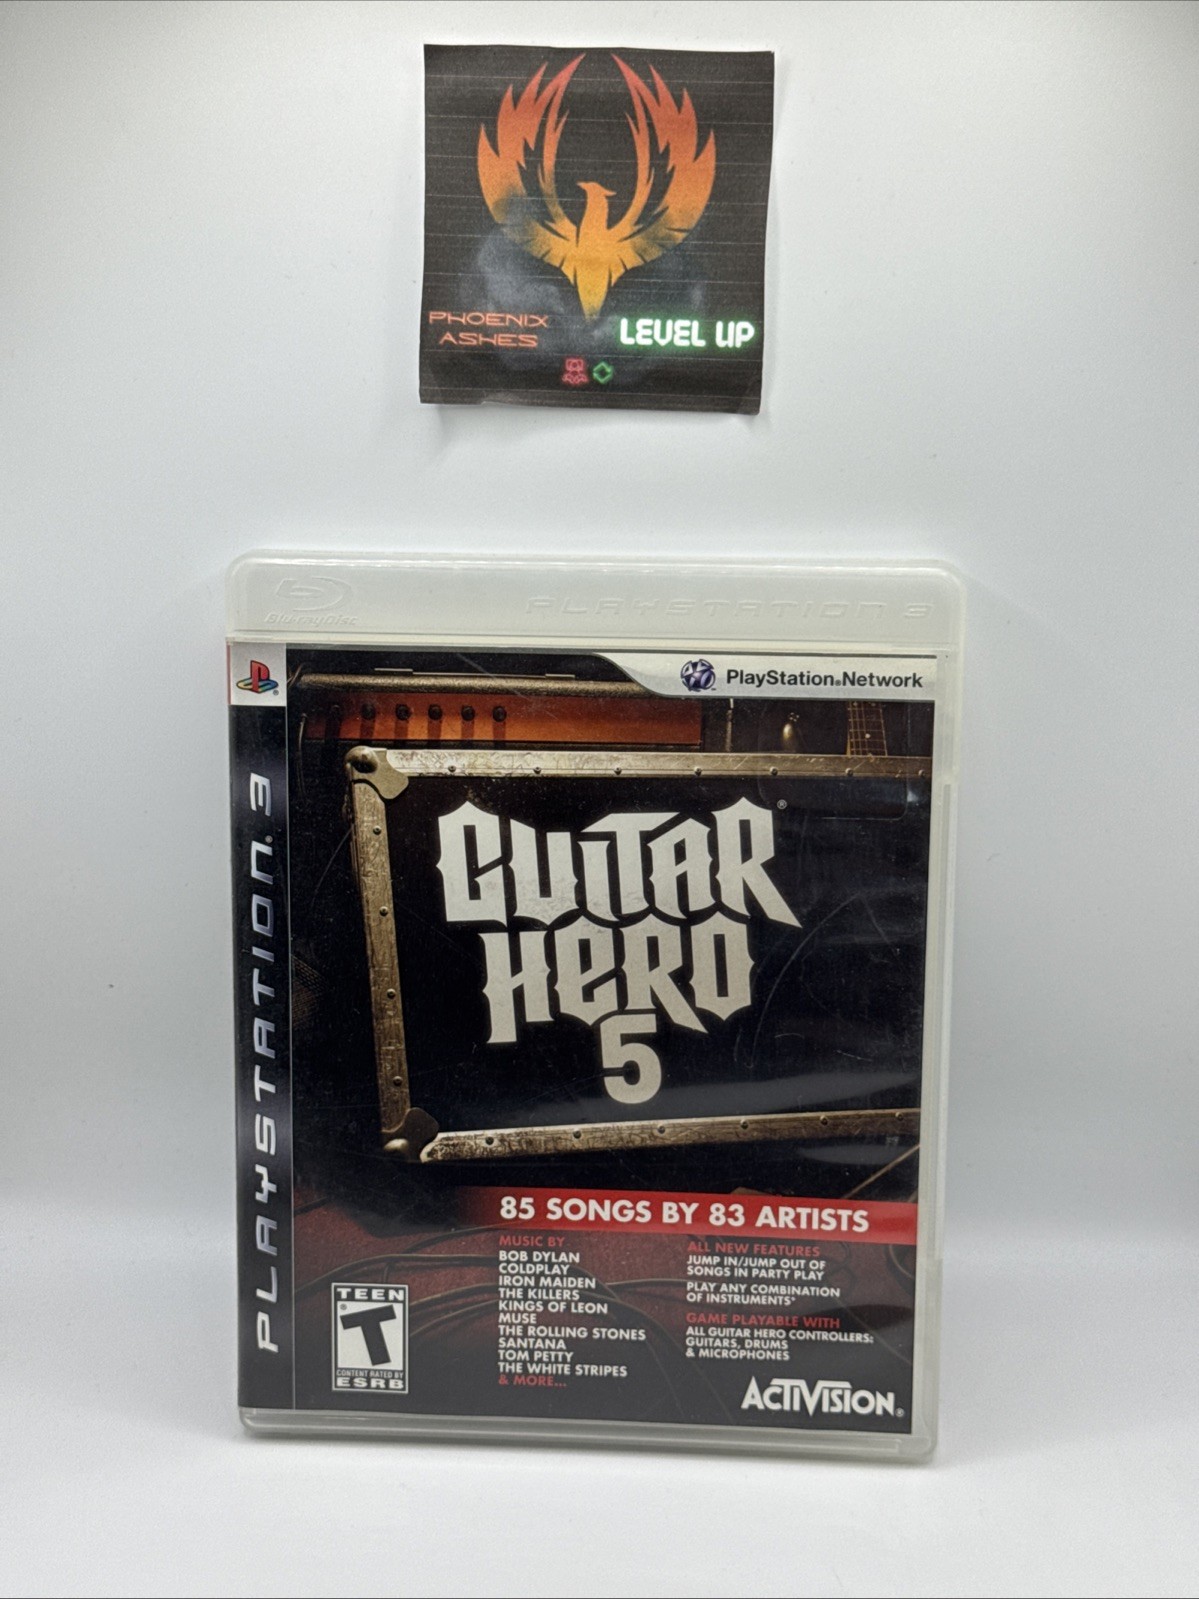 PHOENIX
ASHES
LEVEL UP
Blu-ray Disc
PLAYSTATION 3
PlayStation®Network
PLAYSTATION®3
GUITAR®
HERO
5
85 SONGS BY 83 ARTISTS
MUSIC BY
BOB DYLAN
COLDPLAY
IRON MAIDEN
THE KILLERS
KINGS OF LEON
MUSE
THE ROLLING STONES
SANTANA
TOM PETTY
THE WHITE STRIPES
& MORE...
ALL NEW FEATURES
JUMP IN/JUMP OUT OF
SONGS IN PARTY PLAY
PLAY ANY COMBINATION
OF INSTRUMENTS*
GAME PLAYABLE WITH
ALL GUITAR HERO CONTROLLERS:
GUITARS, DRUMS
& MICROPHONES
TEEN
T
CONTENT RATED BY
ESRB
ACTIVISION®